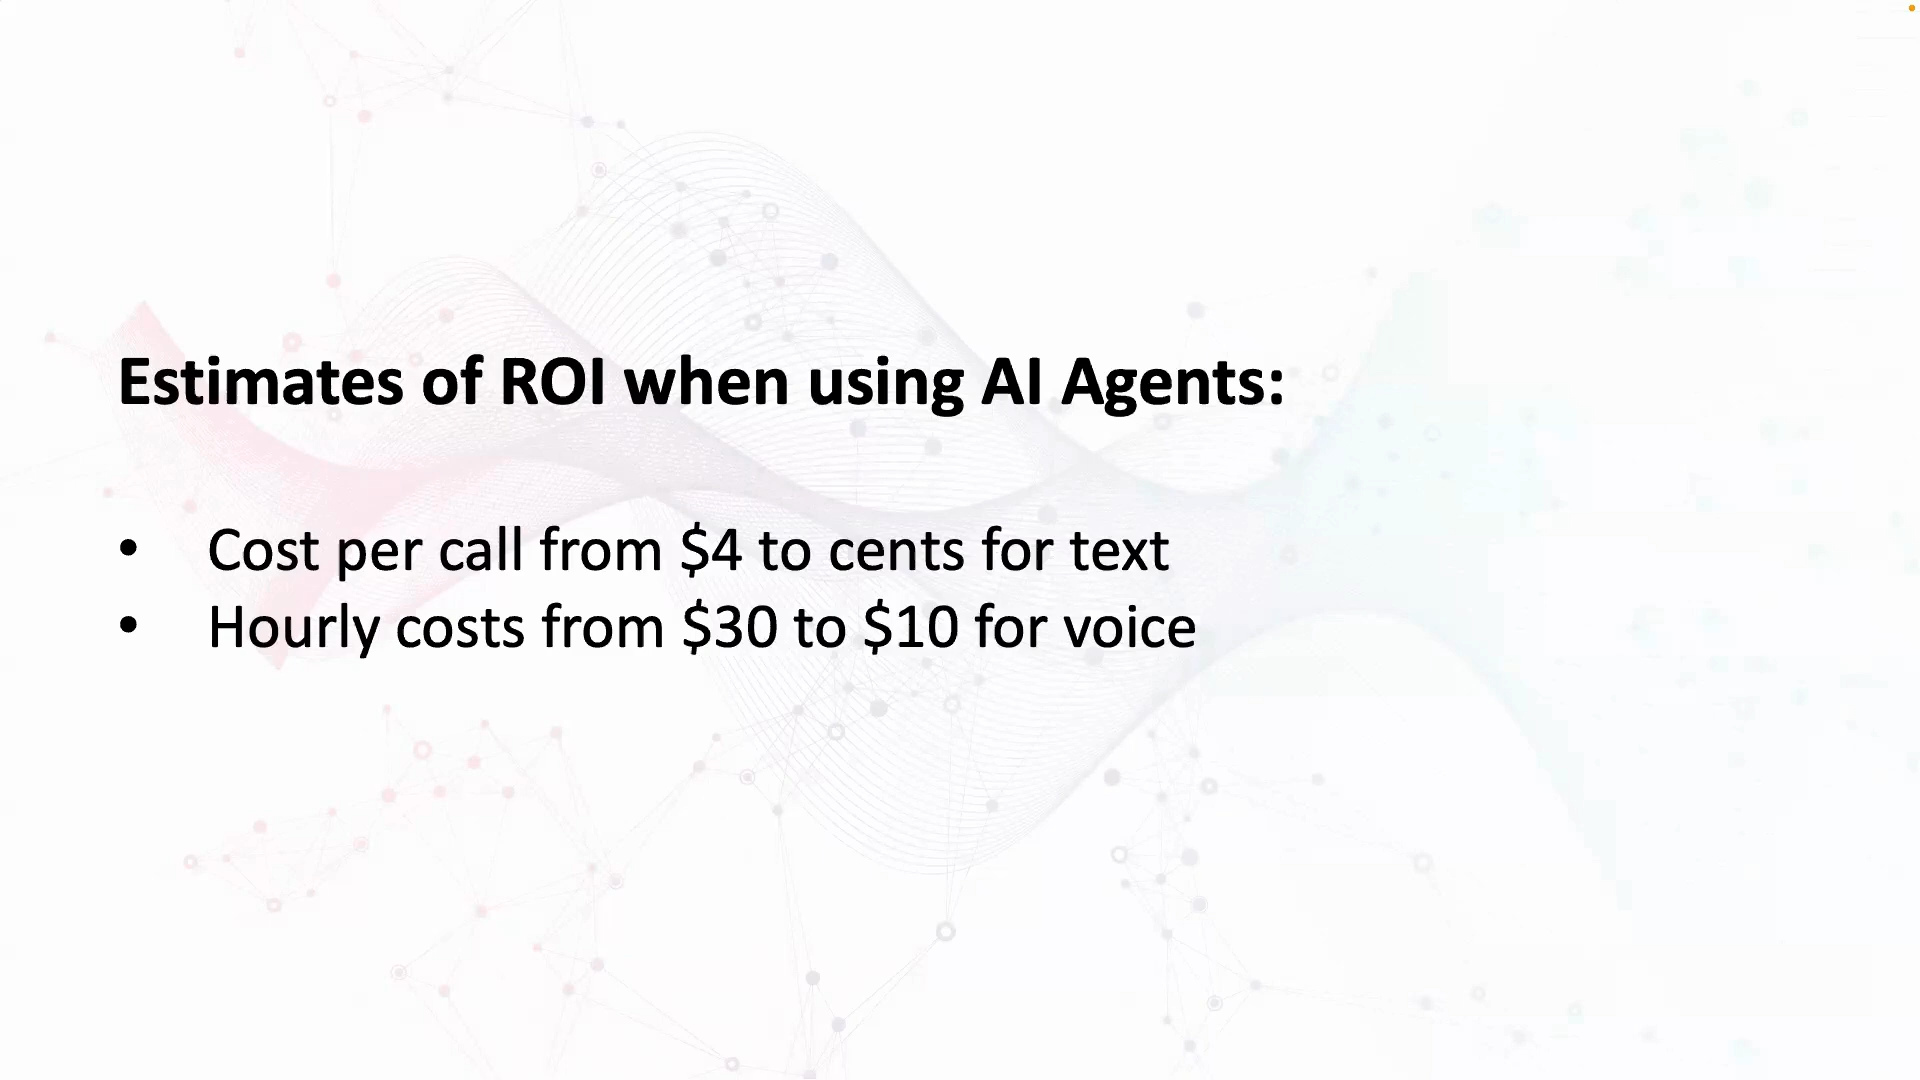 Estimates of ROI when using AI Agents:
• Cost per call from $4 to cents for text
• Hourly costs from $30 to $10 for voice